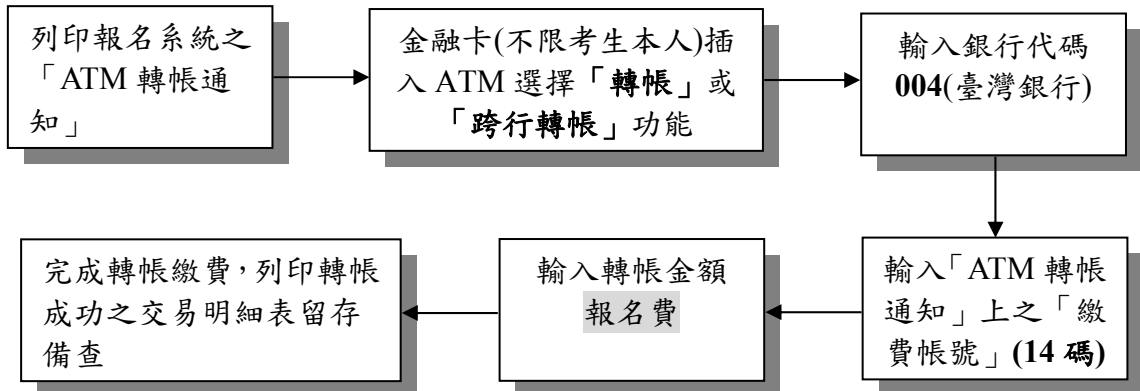 列印報名系統之
「ATM 轉帳通
知」
金融卡(不限考生本人)插
入 ATM 選擇「轉帳」或
「跨行轉帳」功能
輸入銀行代碼
004(臺灣銀行)
輸入「ATM 轉帳
通知」上之「繳
費帳號」(14 碼)
輸入轉帳金額
報名費
完成轉帳繳費，列印轉帳
成功之交易明細表留存
備查